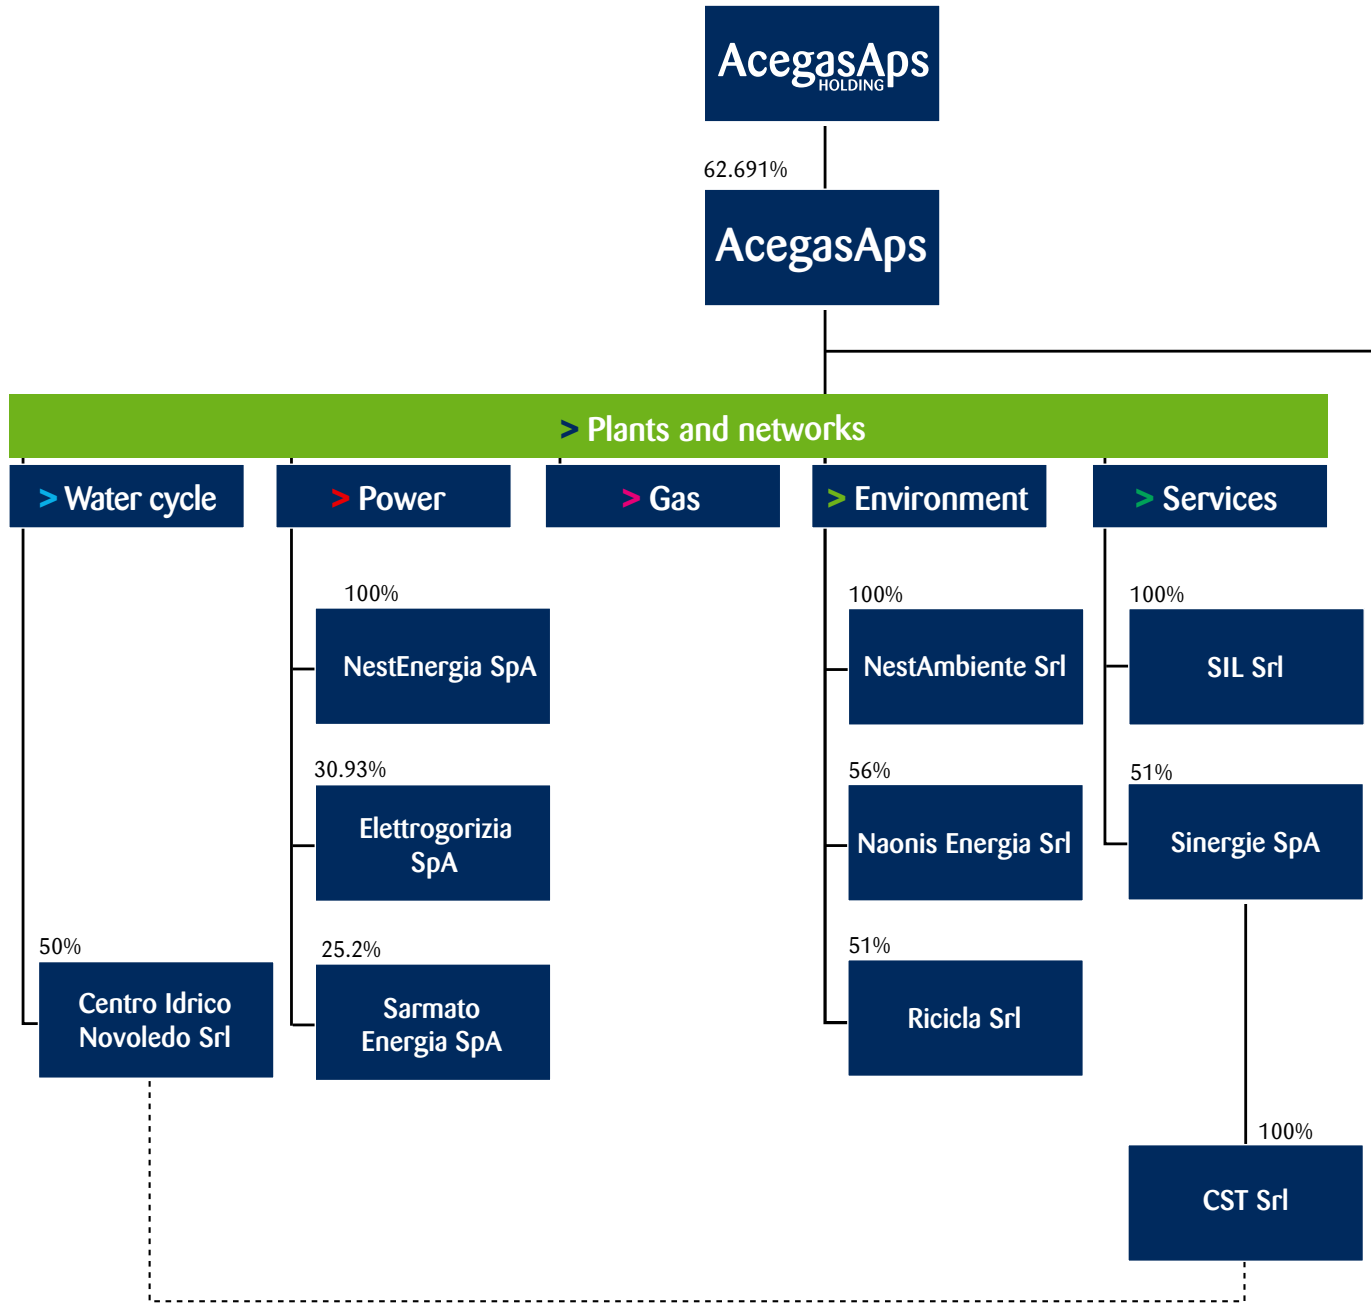 AcegasAps
HOLDING
62.691%
AcegasAps
> Plants and networks
> Water cycle
> Power
> Gas
> Environment
> Services
100%
NestEnergia SpA
100%
NestAmbiente Srl
100%
SIL Srl
30.93%
Elettrogorizia
SpA
56%
Naonis Energia Srl
51%
Sinergie SpA
50%
Centro Idrico
Novoledo Srl
25.2%
Sarmato
Energia SpA
51%
Ricicla Srl
100%
CST Srl